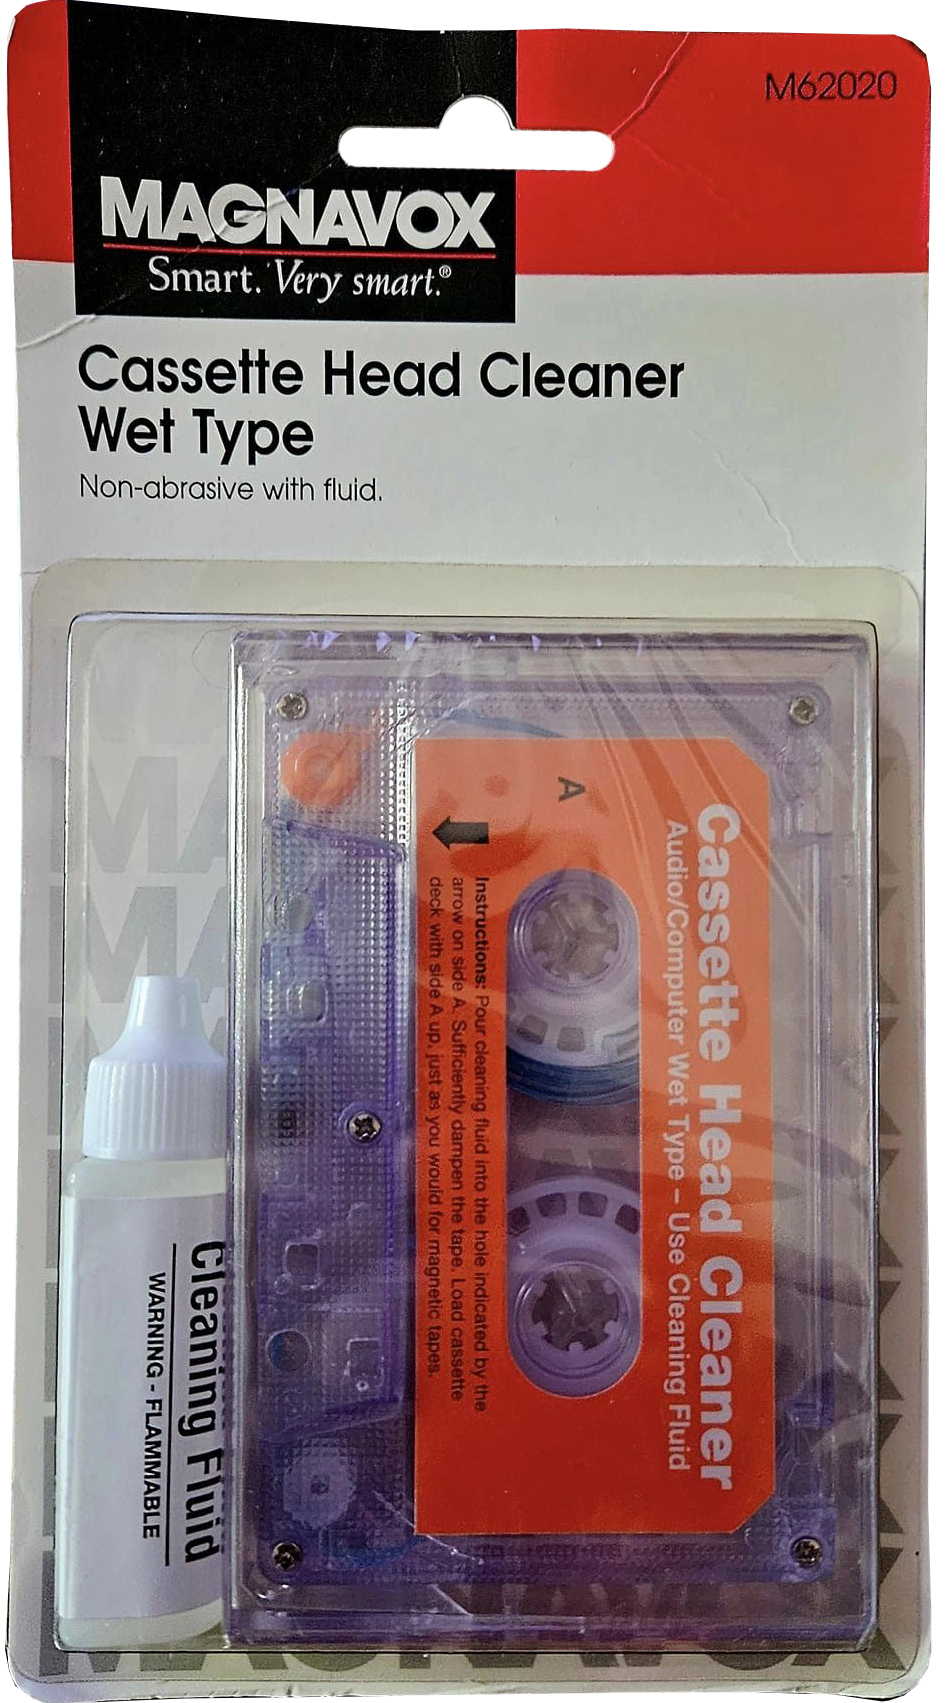 M62020
MAGNAVOX
Smart. Very smart.®
Cassette Head Cleaner
Wet Type
Non-abrasive with fluid.
Cassette Head Cleaner
Audio/Computer Wet Type – Use Cleaning Fluid
A
Instructions: Pour cleaning fluid into the hole indicated by the
arrow on side A. Sufficiently dampen the tape. Load cassette
deck with side A up, just as you would for magnetic tapes.
Cleaning Fluid
WARNING - FLAMMABLE
MAGNAVOX